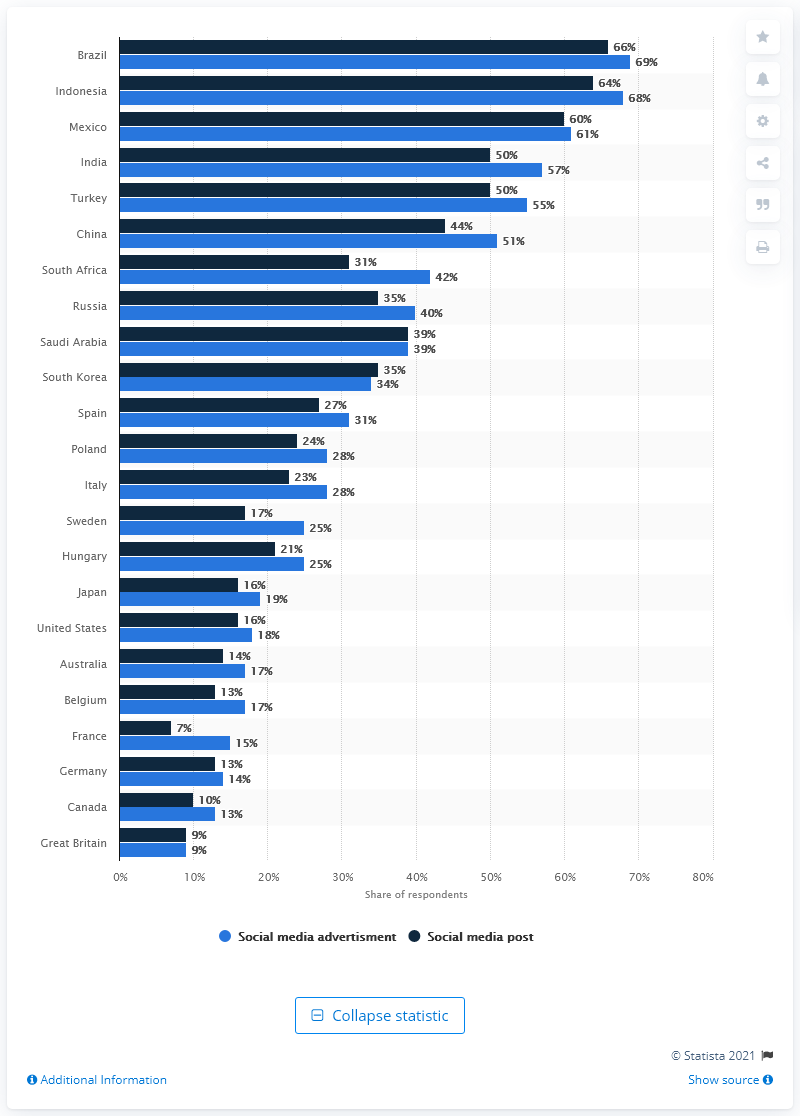 Brazil 66% 69%
Indonesia 64% 68%
Mexico 60% 61%
India 50% 57%
Turkey 50% 55%
China 44% 51%
South Africa 31% 42%
Russia 35% 40%
Saudi Arabia 39% 39%
South Korea 35% 34%
Spain 27% 31%
Poland 24% 28%
Italy 23% 28%
Sweden 17% 25%
Hungary 21% 25%
Japan 16% 19%
United States 16% 18%
Australia 14% 17%
Belgium 13% 17%
France 7% 15%
Germany 13% 14%
Canada 10% 13%
Great Britain 9% 9%
0% 10% 20% 30% 40% 50% 60% 70% 80%
Share of respondents
Social media advertisment Social media post
Collapse statistic
© Statista 2021
Additional Information Show source